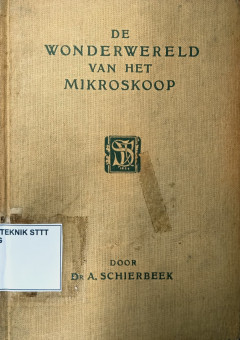 DE
WONDERWERELD
VAN HET
MIKROSKOOP
TEKNIK STTT
DOOR
DR A. SCHIERBEEK